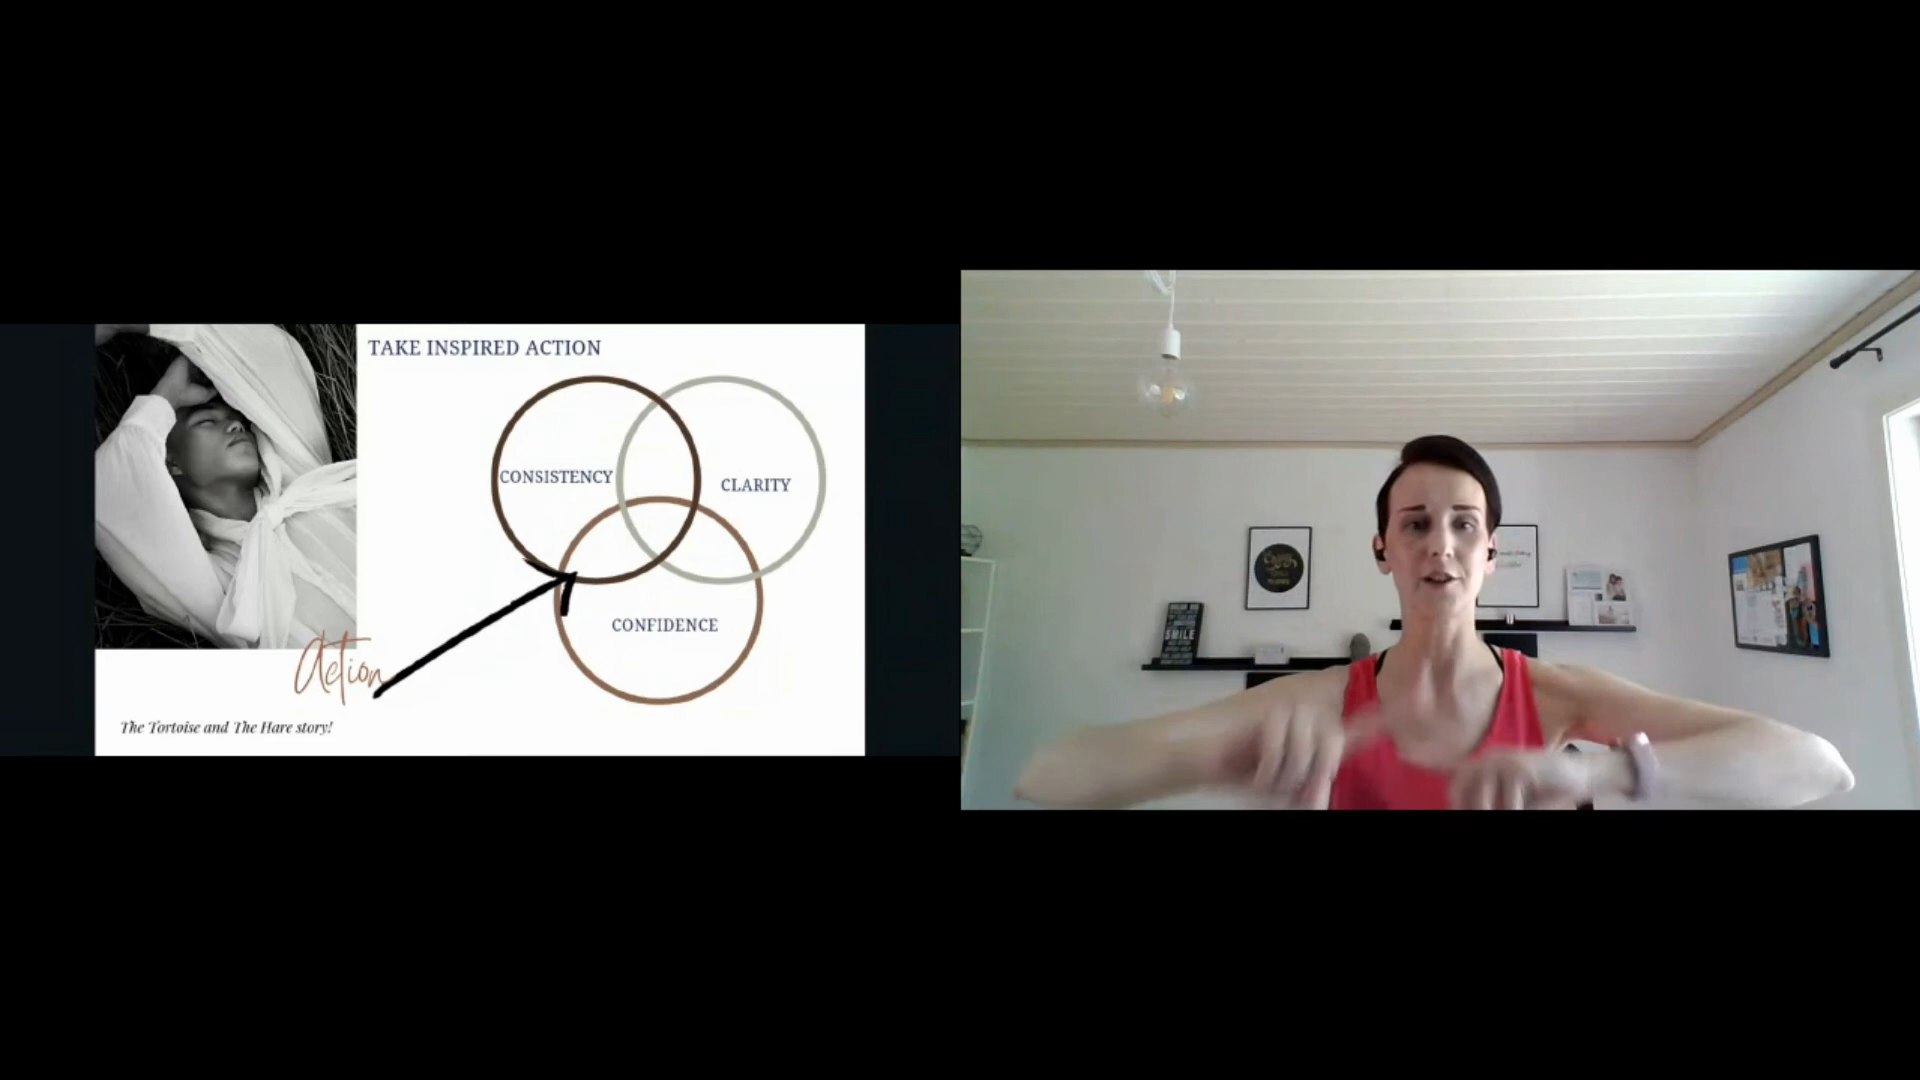 TAKE INSPIRED ACTION
CONSISTENCY
CLARITY
CONFIDENCE
Action
The Tortoise and The Hare story!
SMILE